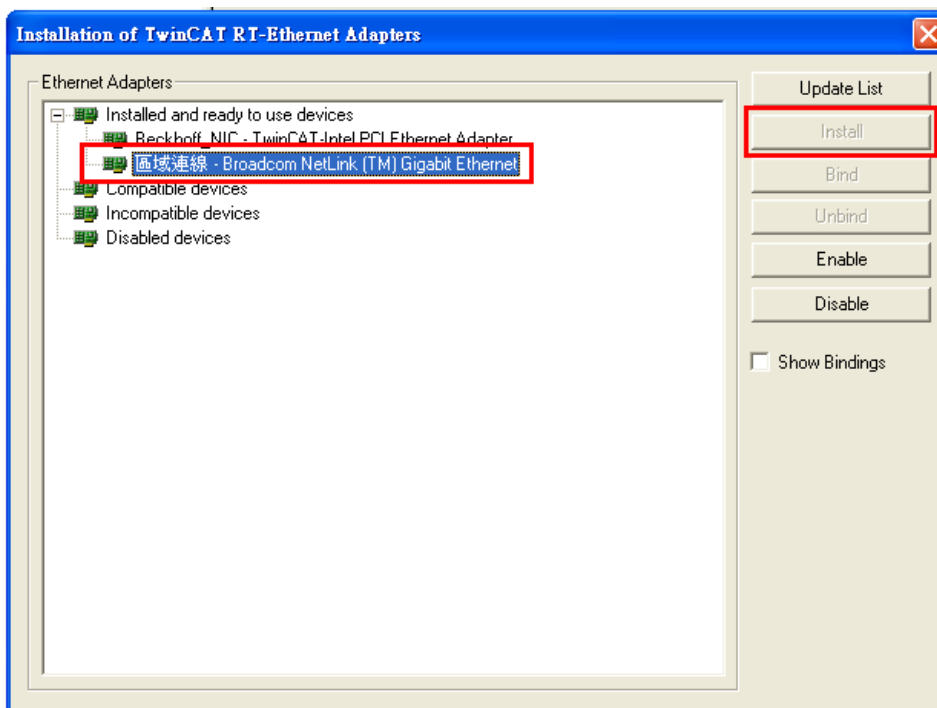 Installation of TwinCAT RT-Ethernet Adapters
Ethernet Adapters
Installed and ready to use devices
Beckhoff_NIC - TwinCAT-Intel PCI Ethernet Adapter
區域連線 - Broadcom NetLink (TM) Gigabit Ethernet
Compatible devices
Incompatible devices
Disabled devices
Update List
Install
Bind
Unbind
Enable
Disable
Show Bindings